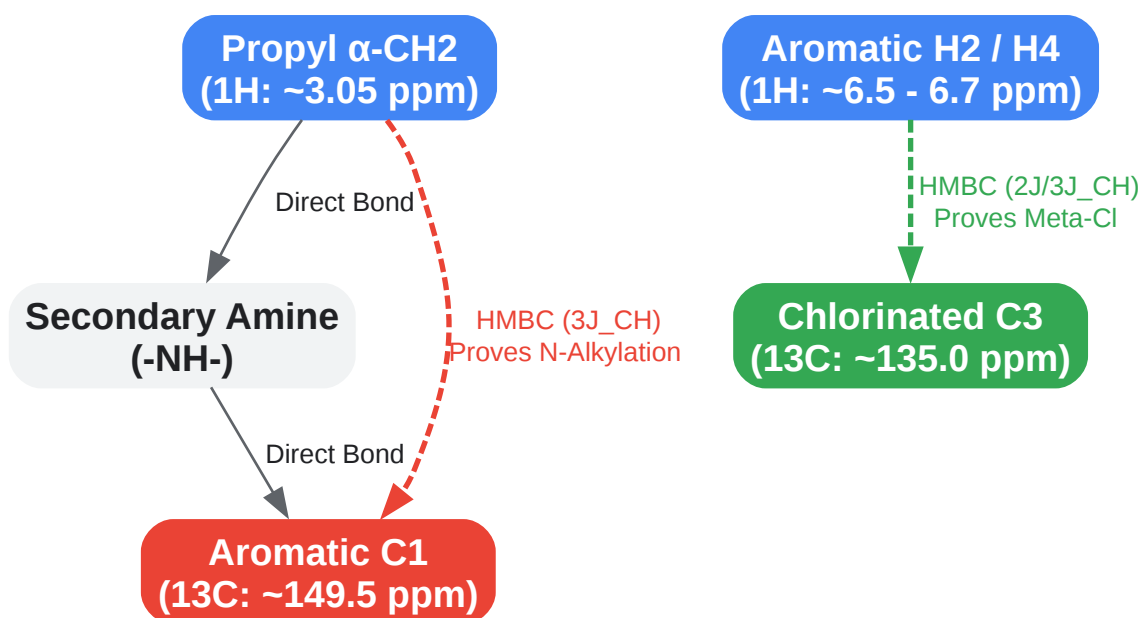 Propyl α-CH2
(1H: ~3.05 ppm)
Aromatic H2 / H4
(1H: ~6.5 - 6.7 ppm)
Direct Bond
HMBC (2J/3J_CH)
Proves Meta-Cl
Secondary Amine
(-NH-)
HMBC (3J_CH)
Proves N-Alkylation
Chlorinated C3
(13C: ~135.0 ppm)
Direct Bond
Aromatic C1
(13C: ~149.5 ppm)